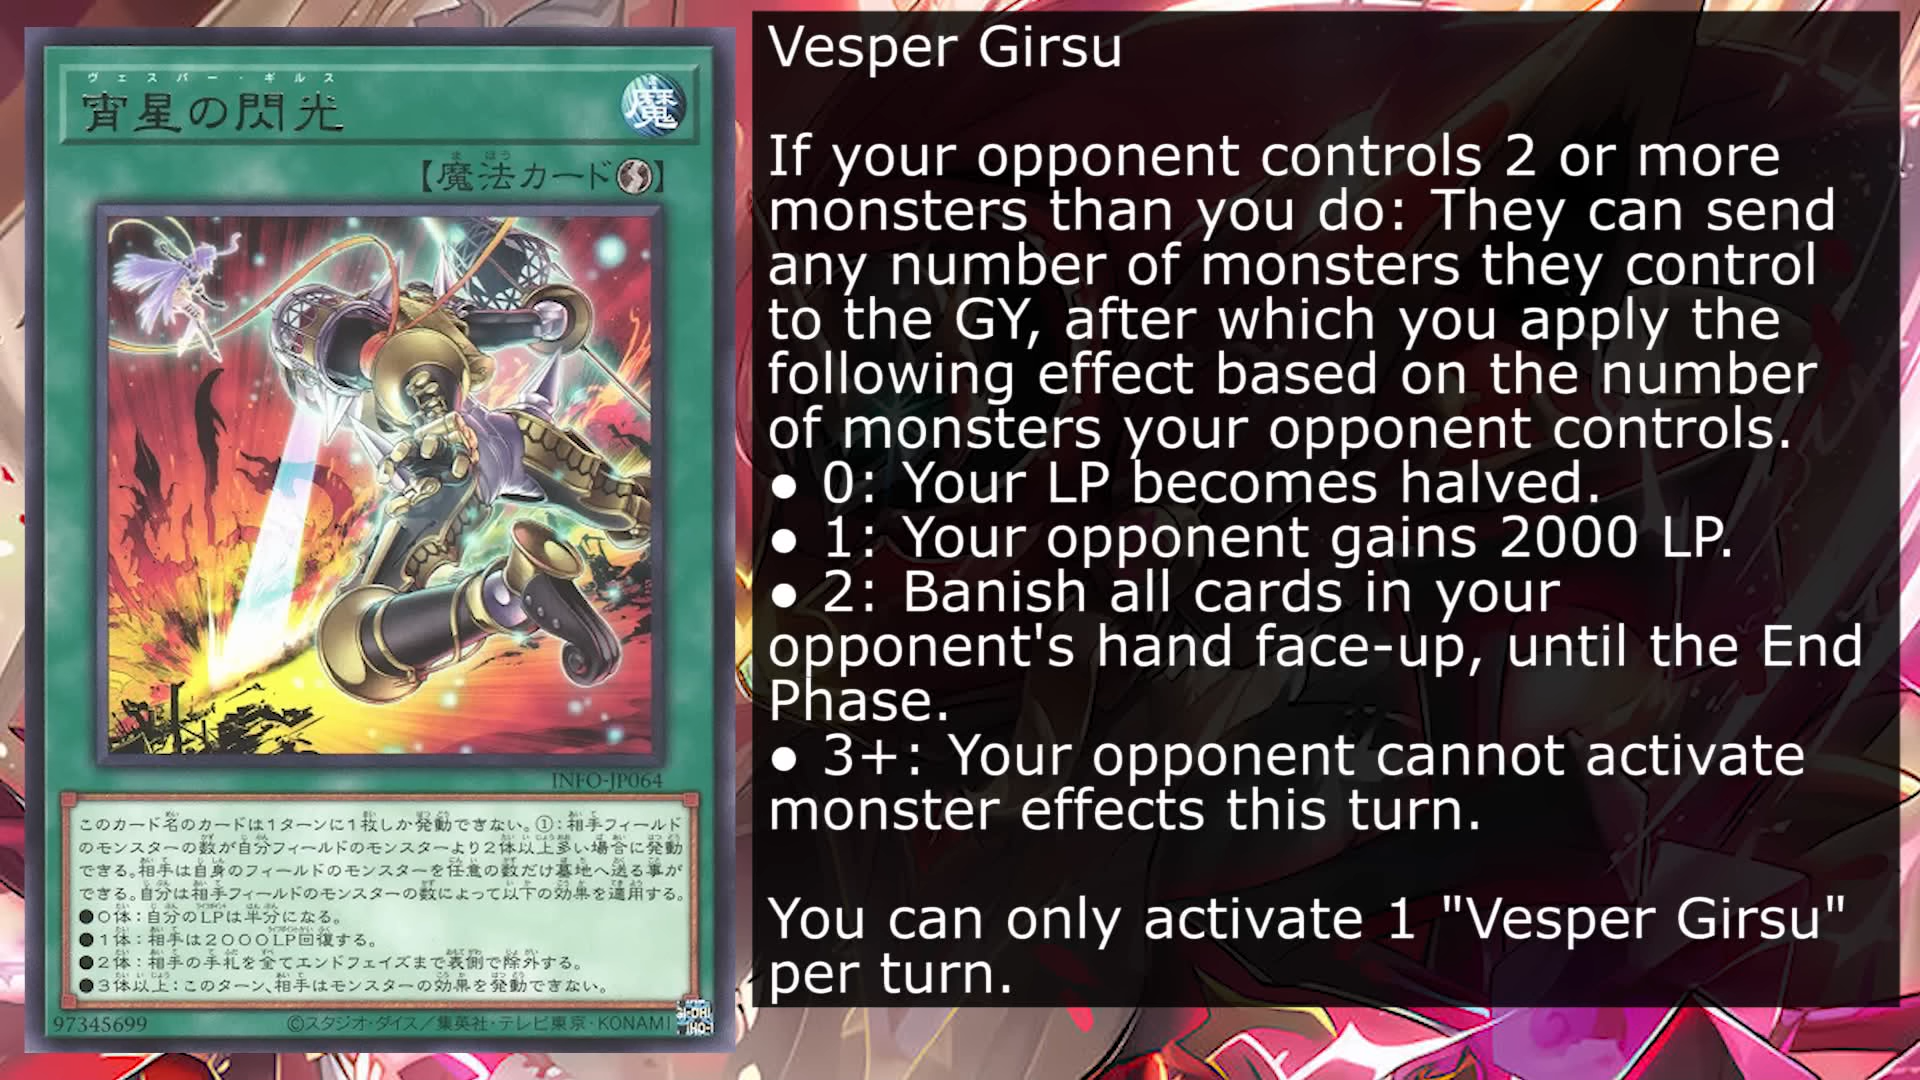 ヴェスパー・ギルス
宵星の閃光
魔
【魔法カード】
INFO-JP064
このカード名のカードは1ターンに1枚しか発動できない。①：相手フィールド
のモンスターの数が自分フィールドのモンスターより2体以上多い場合に発動
できる。相手は自身のフィールドのモンスターを任意の数だけ墓地へ送る事が
できる。自分は相手フィールドのモンスターの数によって以下の効果を適用する。
●0体：自分のLPは半分になる。
●1体：相手は2000LP回復する。
●2体：相手の手札を全てエンドフェイズまで表側で除外する。
●3体以上：このターン、相手はモンスターの効果を発動できない。
97345699
©スタジオ・ダイス／集英社・テレビ東京・KONAMI
Vesper Girsu
If your opponent controls 2 or more
monsters than you do: They can send
any number of monsters they control
to the GY, after which you apply the
following effect based on the number
of monsters your opponent controls.
● 0: Your LP becomes halved.
● 1: Your opponent gains 2000 LP.
● 2: Banish all cards in your
opponent's hand face-up, until the End
Phase.
● 3+: Your opponent cannot activate
monster effects this turn.
You can only activate 1 "Vesper Girsu"
per turn.